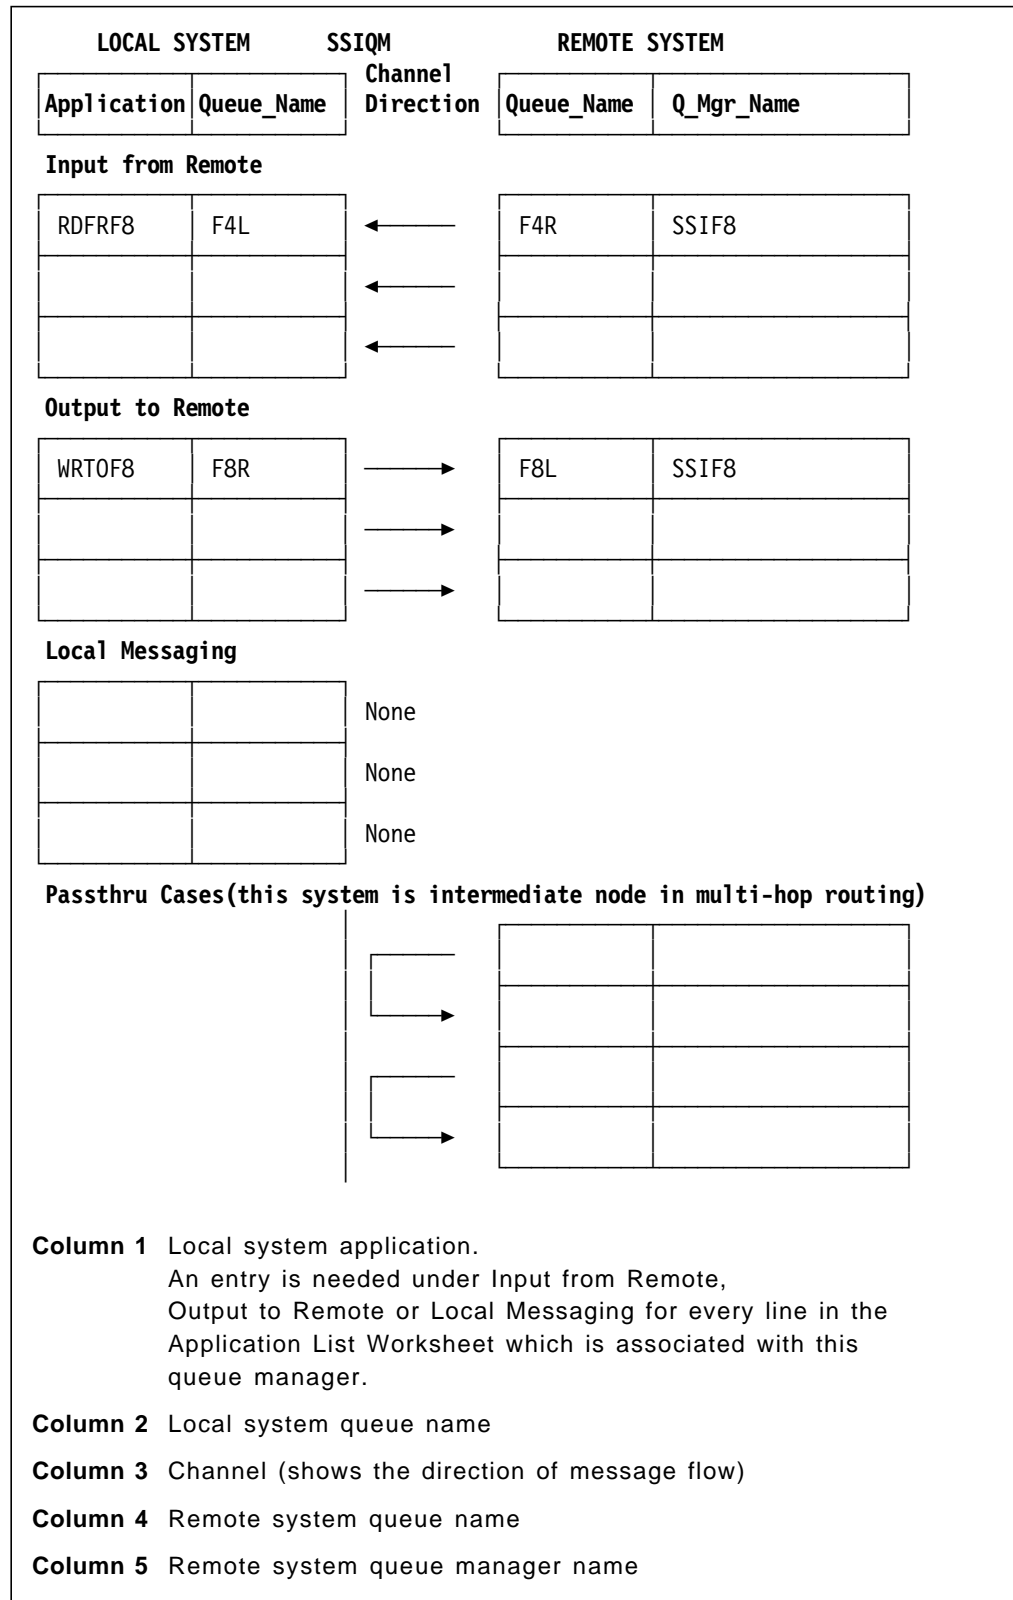 LOCAL SYSTEM SSIQM REMOTE SYSTEM
Channel
Application Queue_Name Direction Queue_Name Q_Mgr_Name
Input from Remote
RDFRF8 F4L F4R SSIF8
Output to Remote
WRTOF8 F8R F8L SSIF8
Local Messaging
None
None
None
Passthru Cases(this system is intermediate node in multi-hop routing)
Column 1 Local system application.
An entry is needed under Input from Remote,
Output to Remote or Local Messaging for every line in the
Application List Worksheet which is associated with this
queue manager.
Column 2 Local system queue name
Column 3 Channel (shows the direction of message flow)
Column 4 Remote system queue name
Column 5 Remote system queue manager name